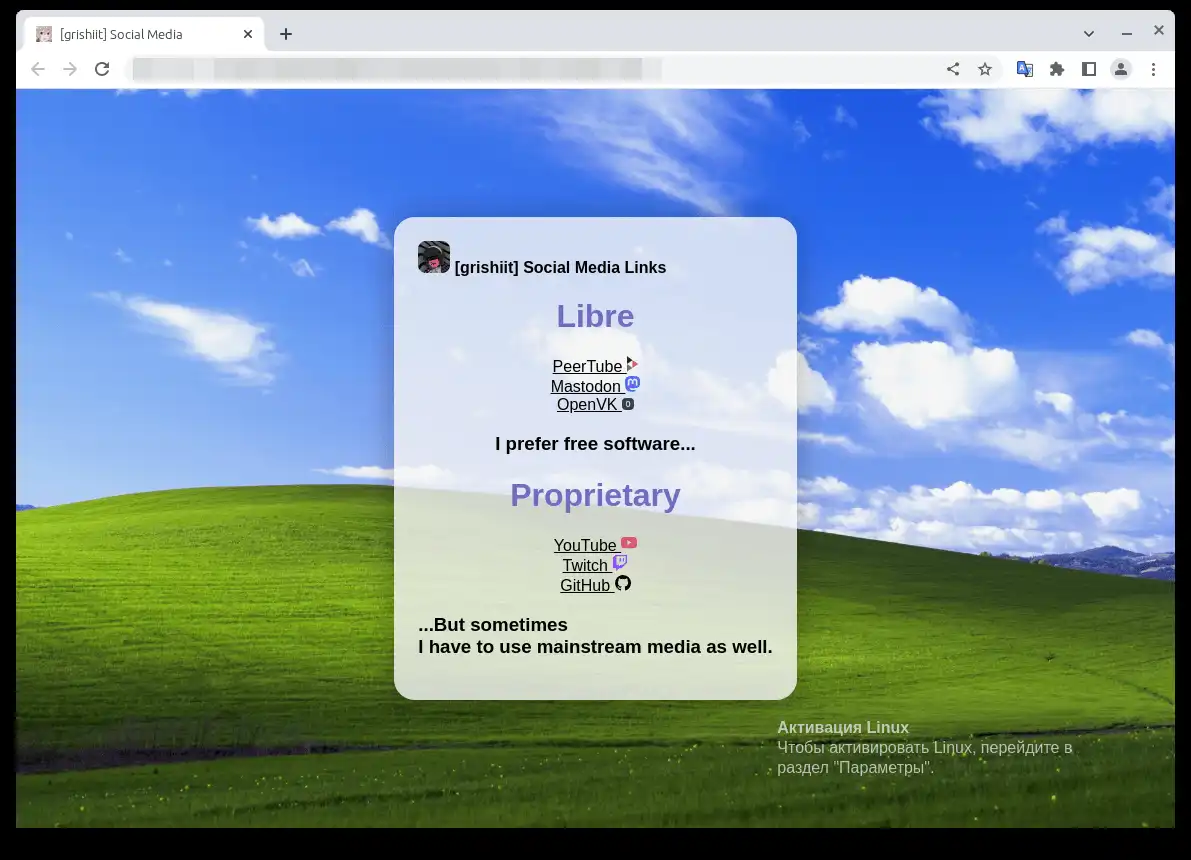 [grishiit] Social Media
[grishiit] Social Media Links
Libre
PeerTube
Mastodon
OpenVK
I prefer free software...
Proprietary
YouTube
Twitch
GitHub
...But sometimes
I have to use mainstream media as well.
Активация Linux
Чтобы активировать Linux, перейдите в
раздел "Параметры".